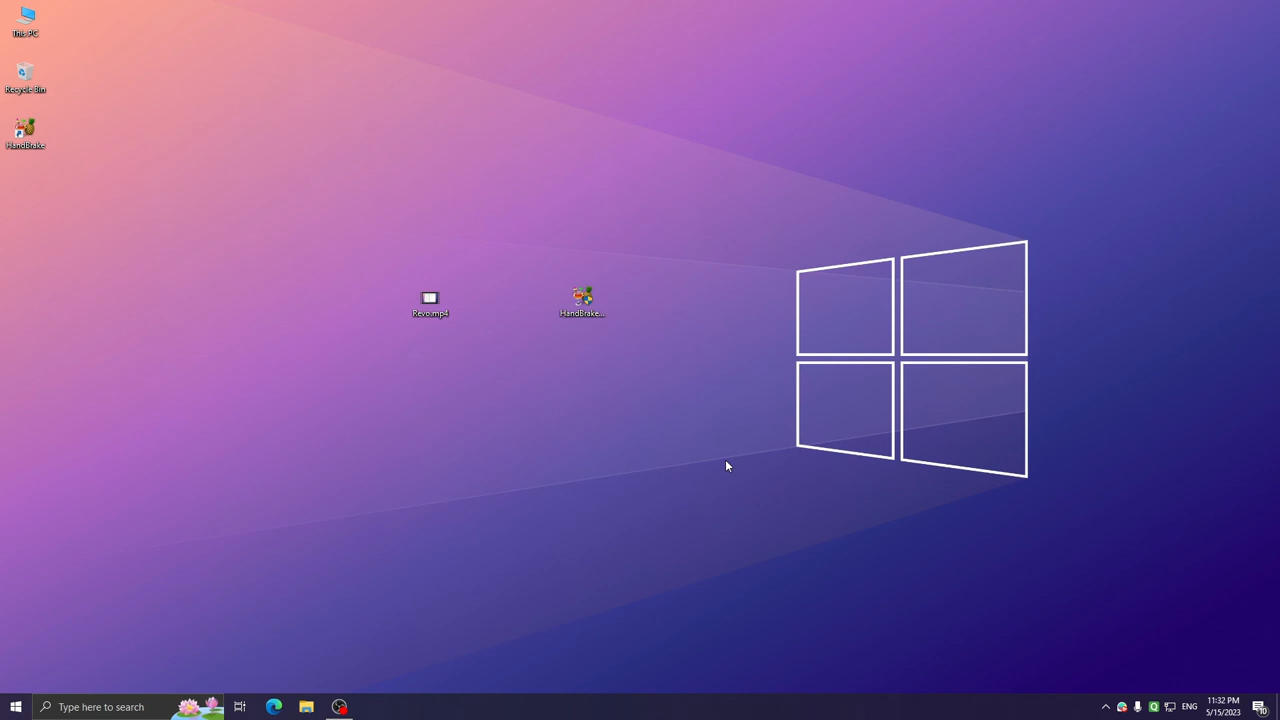 This PC
Recycle Bin
HandBrake
Revo.mp4
HandBrake...
Type here to search
ENG
11:32 PM
5/15/2023
10